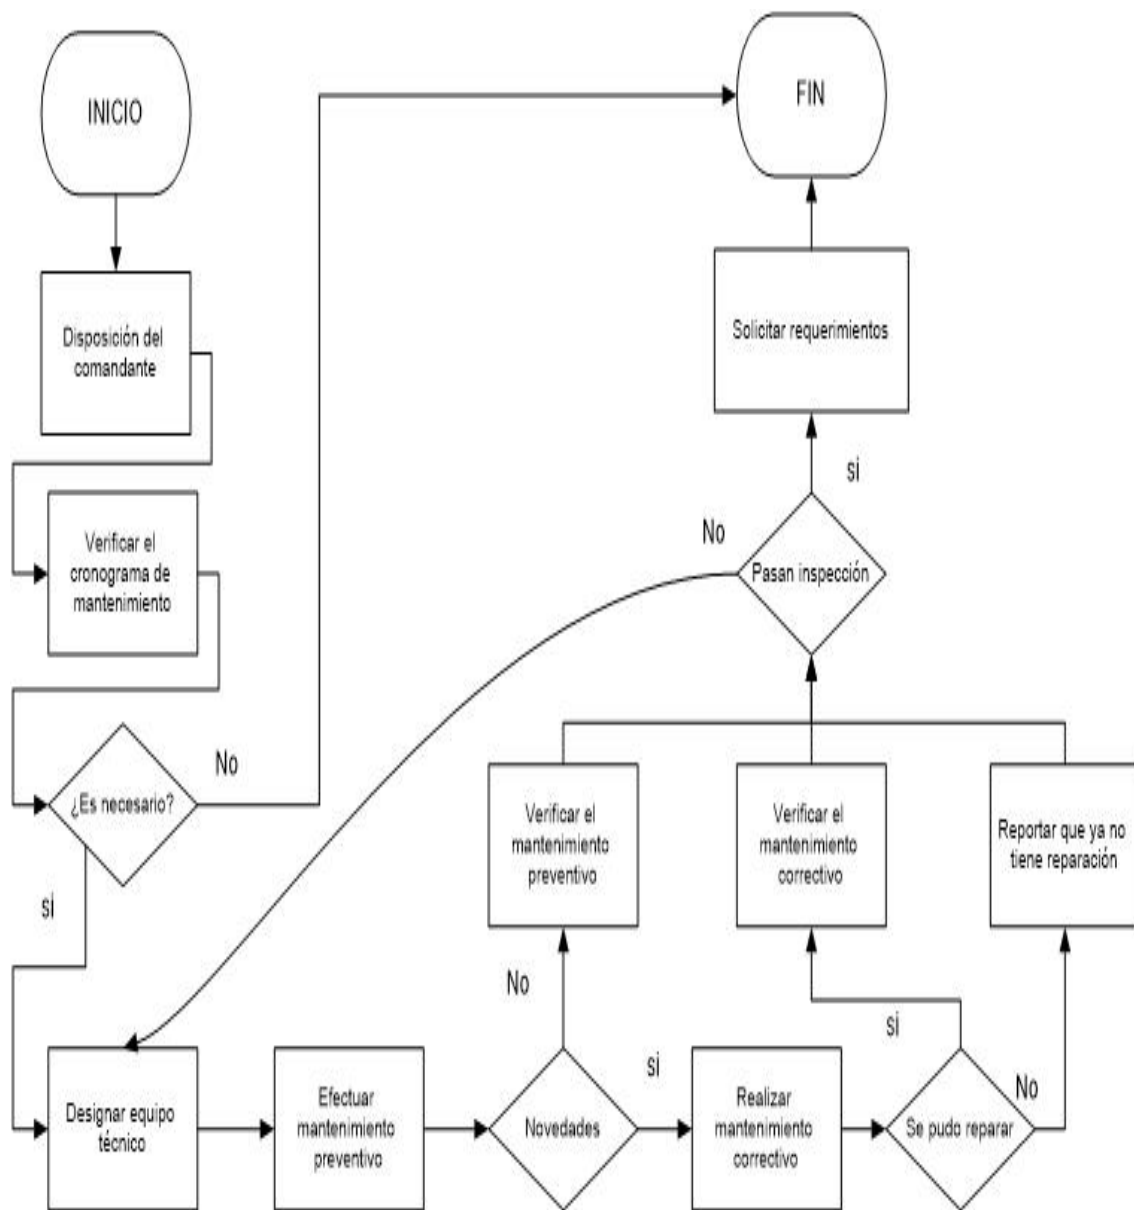 INICIO
FIN
Disposición del
comandante
Solicitar requerimientos
si
Verificar el
cronograma de
mantenimiento
No
Pasan inspección
¿Es necesario?
No
Verificar el
mantenimiento
preventivo
Verificar el
mantenimiento
correctivo
Reportar que ya no
tiene reparación
si
No
si
Designar equipo
técnico
Efectuar
mantenimiento
preventivo
Novedades
si
Realizar
mantenimiento
correctivo
Se pudo reparar
No